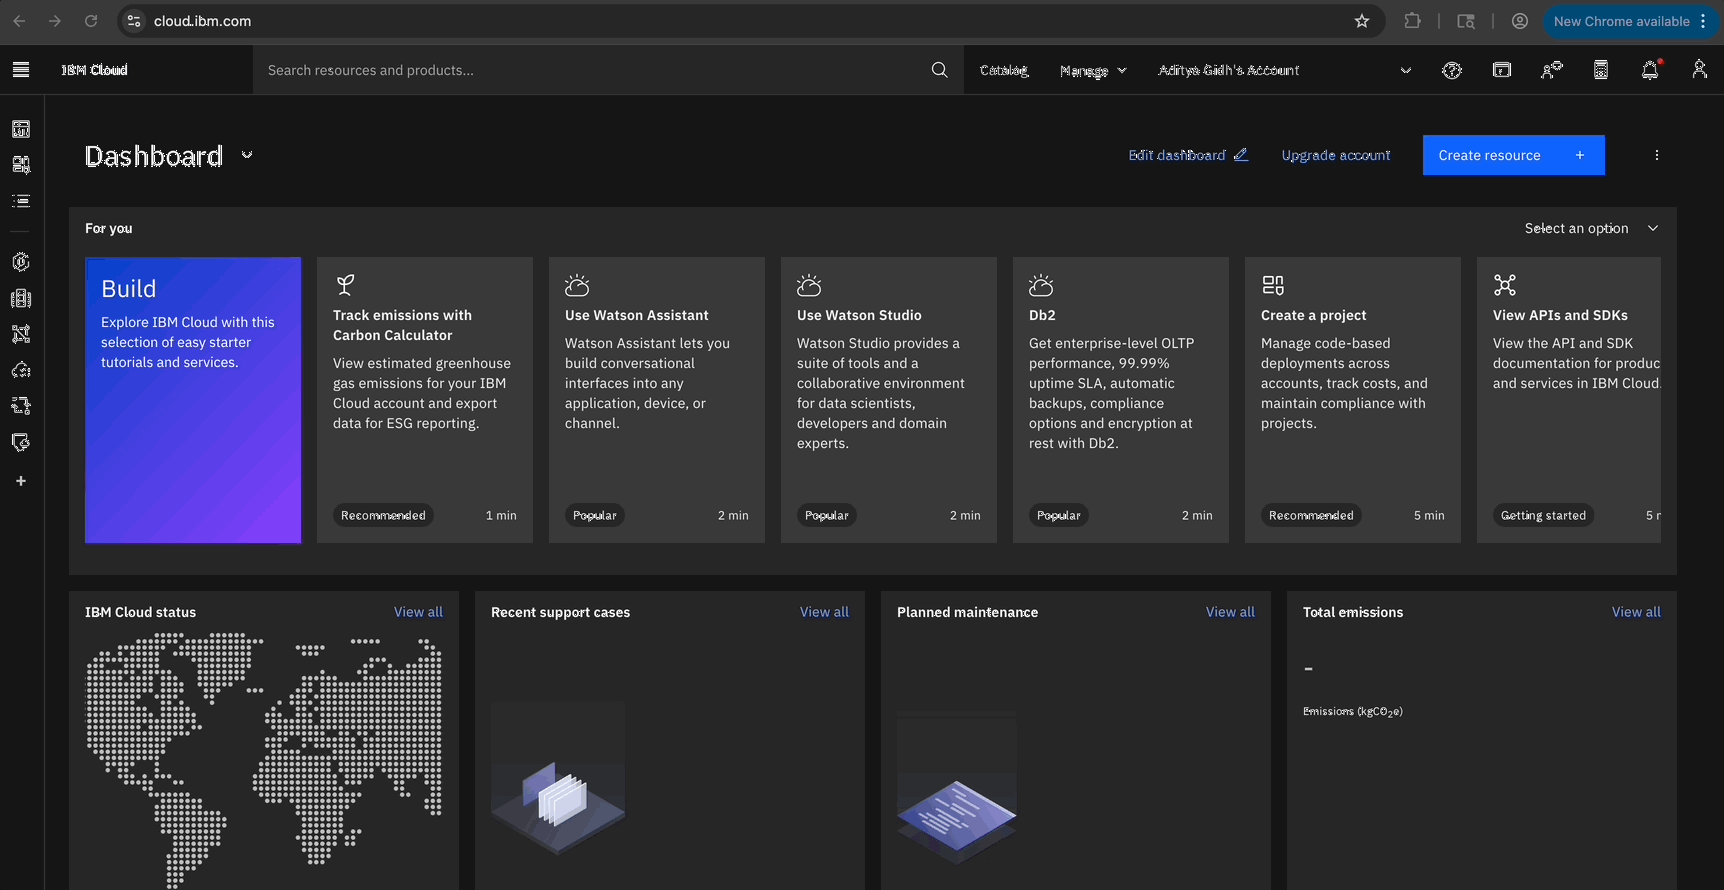 cloud.ibm.com
New Chrome available
IBM Cloud
Search resources and products...
Catalog
Manage
Aditya Gidh's Account
Dashboard
Edit dashboard
Upgrade account
Create resource +
For you
Select an option
Build
Explore IBM Cloud with this
selection of easy starter
tutorials and services.
Track emissions with
Carbon Calculator
View estimated greenhouse
gas emissions for your IBM
Cloud account and export
data for ESG reporting.
Recommended
1 min
Use Watson Assistant
Watson Assistant lets you
build conversational
interfaces into any
application, device, or
channel.
Popular
2 min
Use Watson Studio
Watson Studio provides a
suite of tools and a
collaborative environment
for data scientists,
developers and domain
experts.
Popular
2 min
Db2
Get enterprise-level OLTP
performance, 99.99%
uptime SLA, automatic
backups, compliance
options and encryption at
rest with Db2.
Popular
2 min
Create a project
Manage code-based
deployments across
accounts, track costs, and
maintain compliance with
projects.
Recommended
5 min
View APIs and SDKs
View the API and SDK
documentation for produc
and services in IBM Cloud.
Getting started
5
IBM Cloud status
View all
Recent support cases
View all
Planned maintenance
View all
Total emissions
View all
-
Emissions (kgCO₂e)